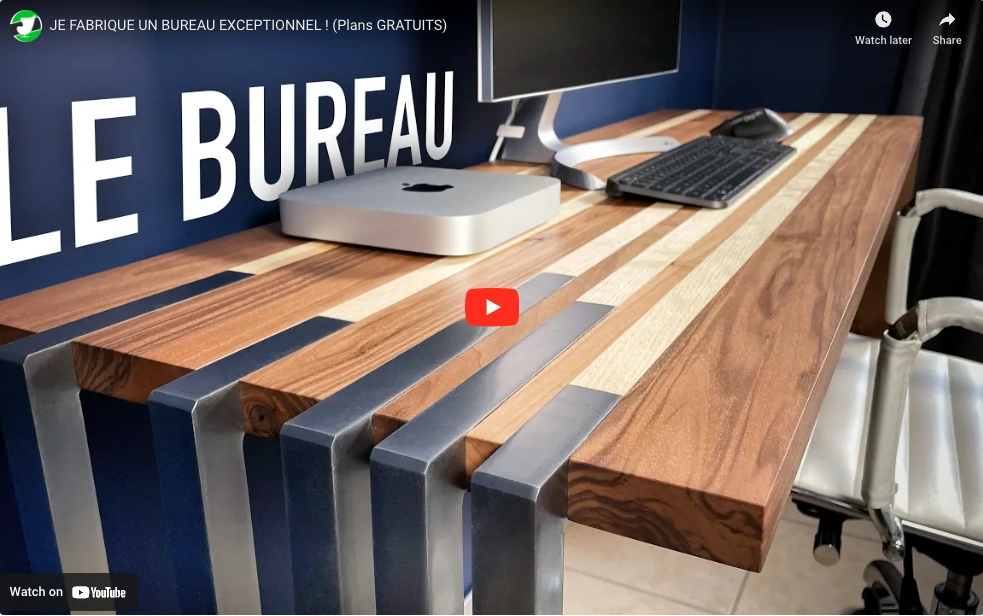 JE FABRIQUE UN BUREAU EXCEPTIONNEL ! (Plans GRATUITS)
Watch later
Share
LE BUREAU
Watch on YouTube